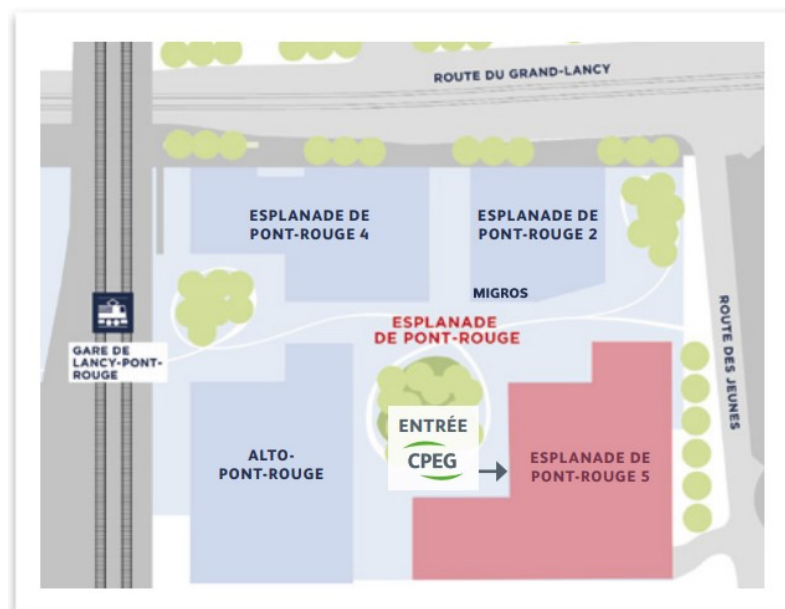 ROUTE DU GRAND-LANCY
ESPLANADE DE
PONT-ROUGE 4
ESPLANADE DE
PONT-ROUGE 2
MIGROS
ESPLANADE
DE PONT-ROUGE
GARE DE
LANCY-PONT-
ROUGE
ROUTE DES JEUNES
ALTO-
PONT-ROUGE
ENTRÉE
CPEG
ESPLANADE DE
PONT-ROUGE 5